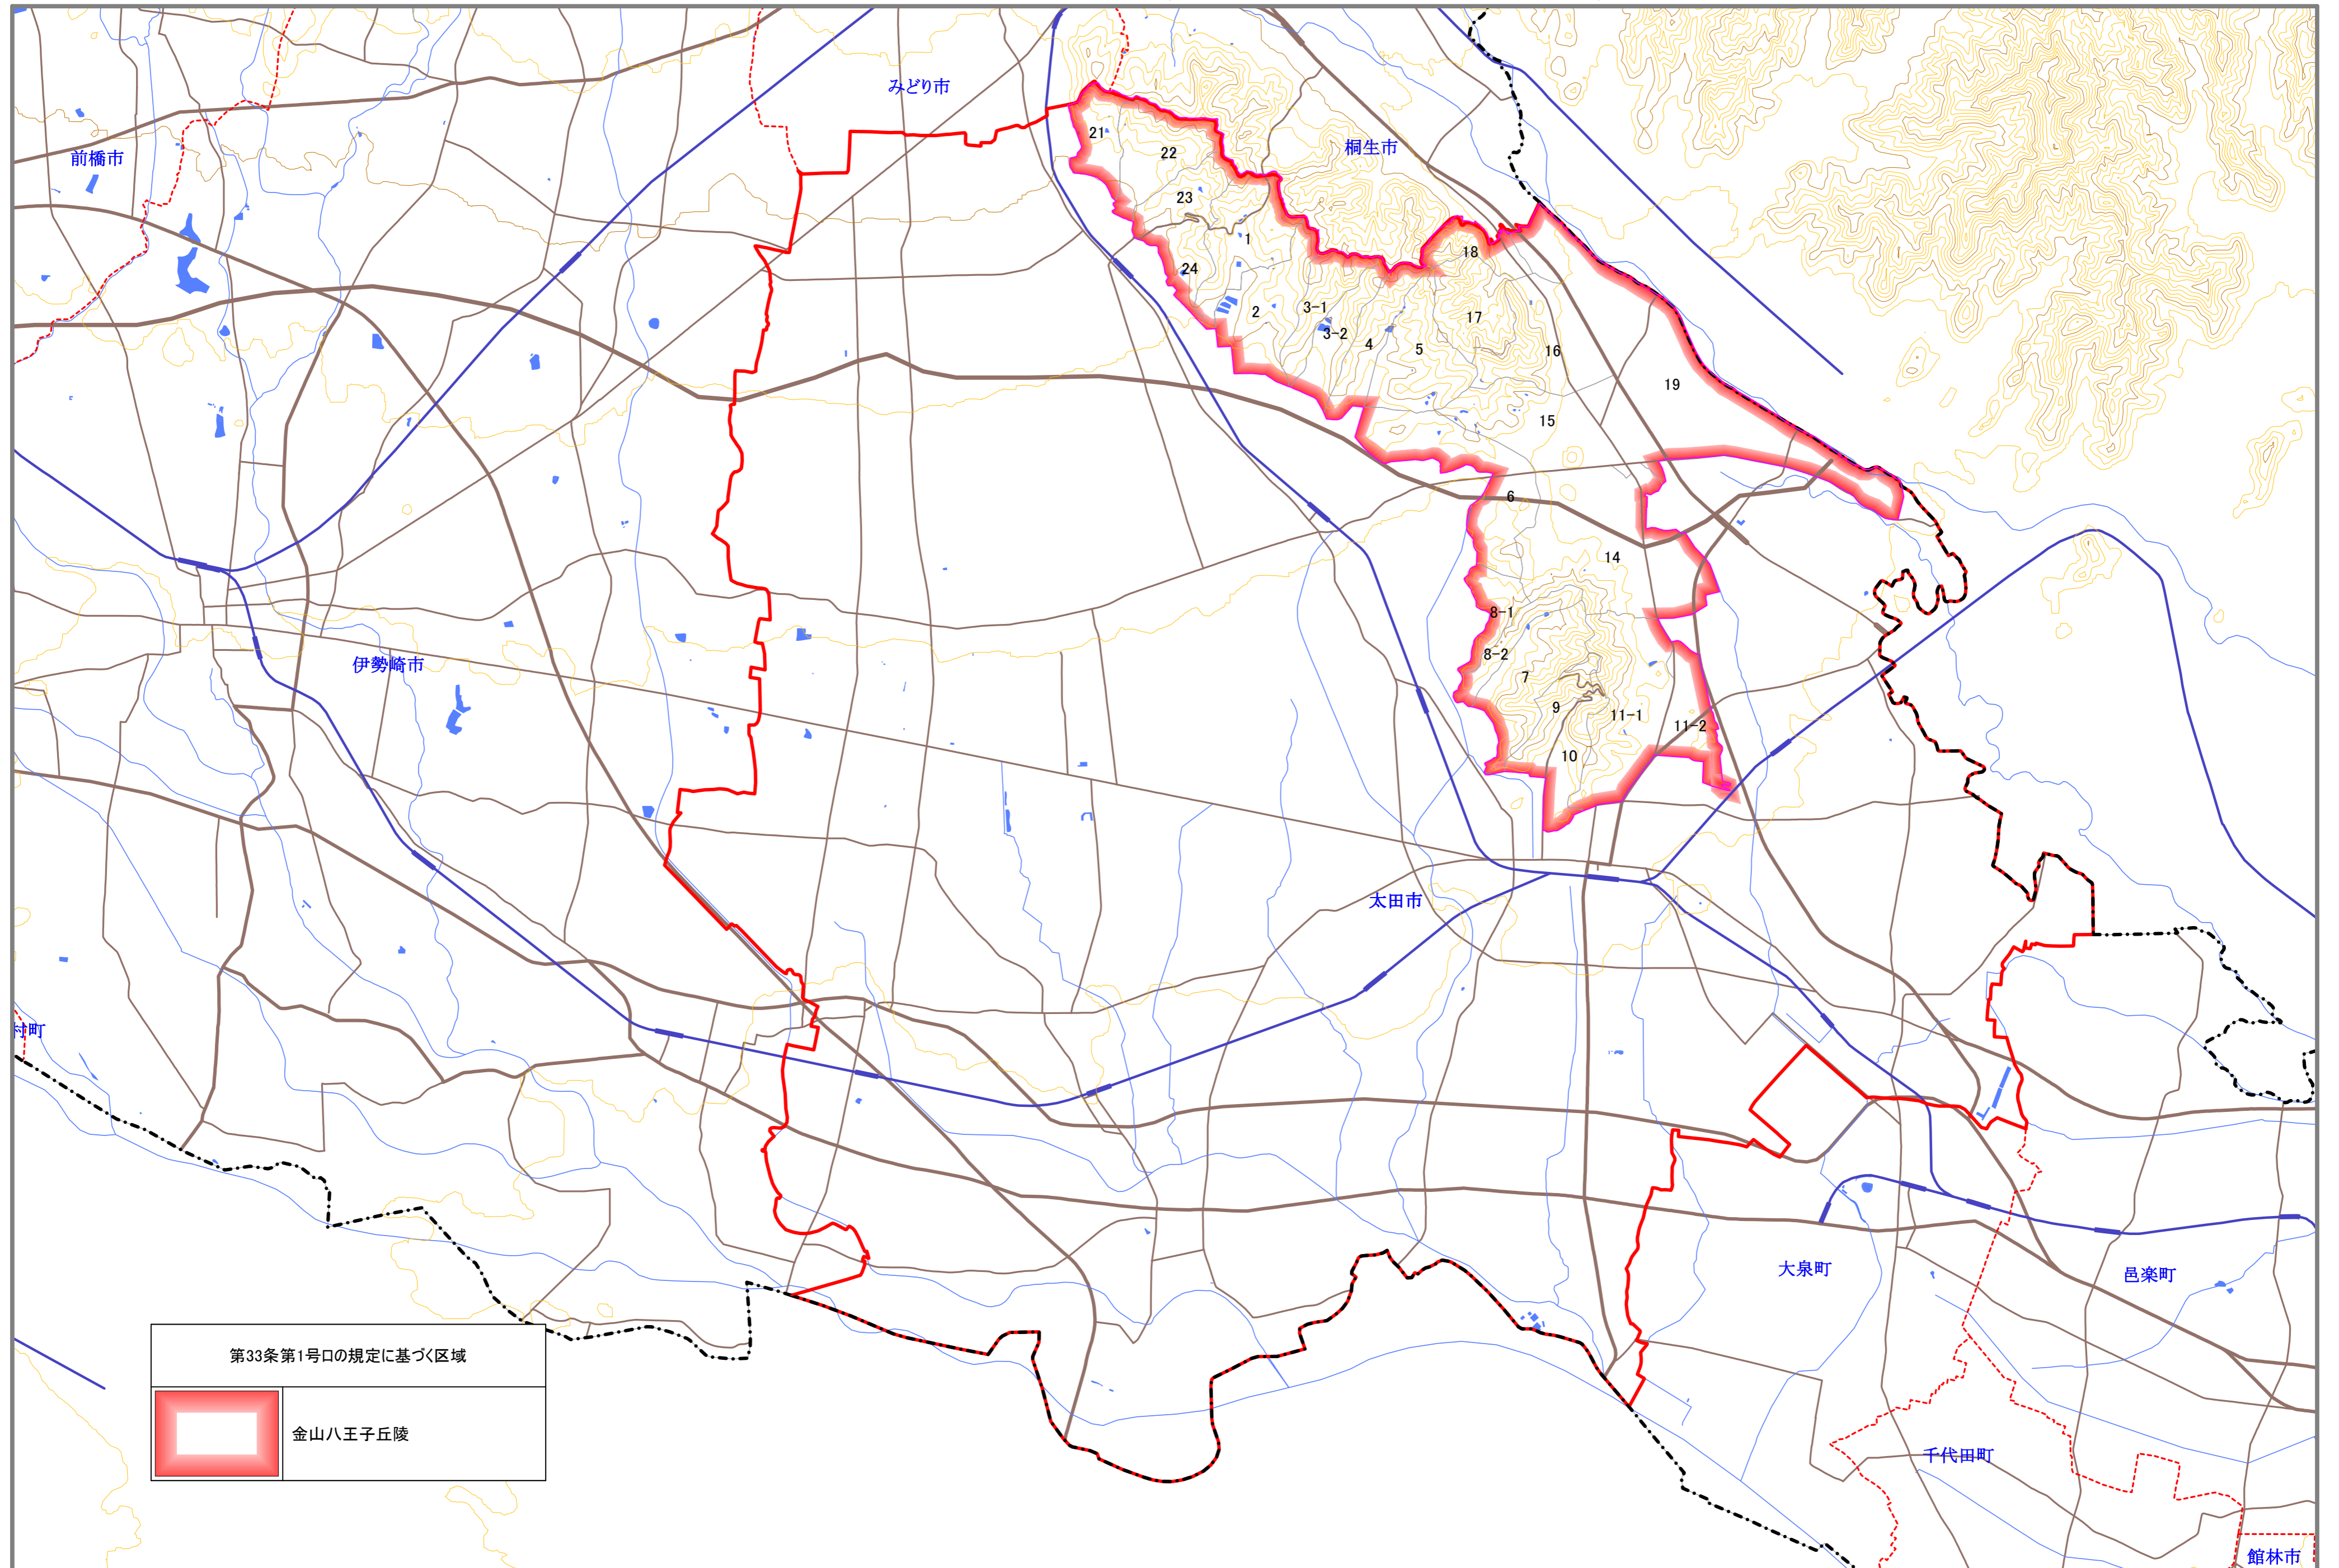 みどり市
前橋市
桐生市
21
22
23
1
24
18
2
3-1
3-2
4
5
17
16
19
15
6
14
8-1
8-2
7
9
11-1
11-2
10
伊勢崎市
太田市
村町
大泉町
邑楽町
千代田町
館林市
第33条第1号ロの規定に基づく区域
金山八王子丘陵